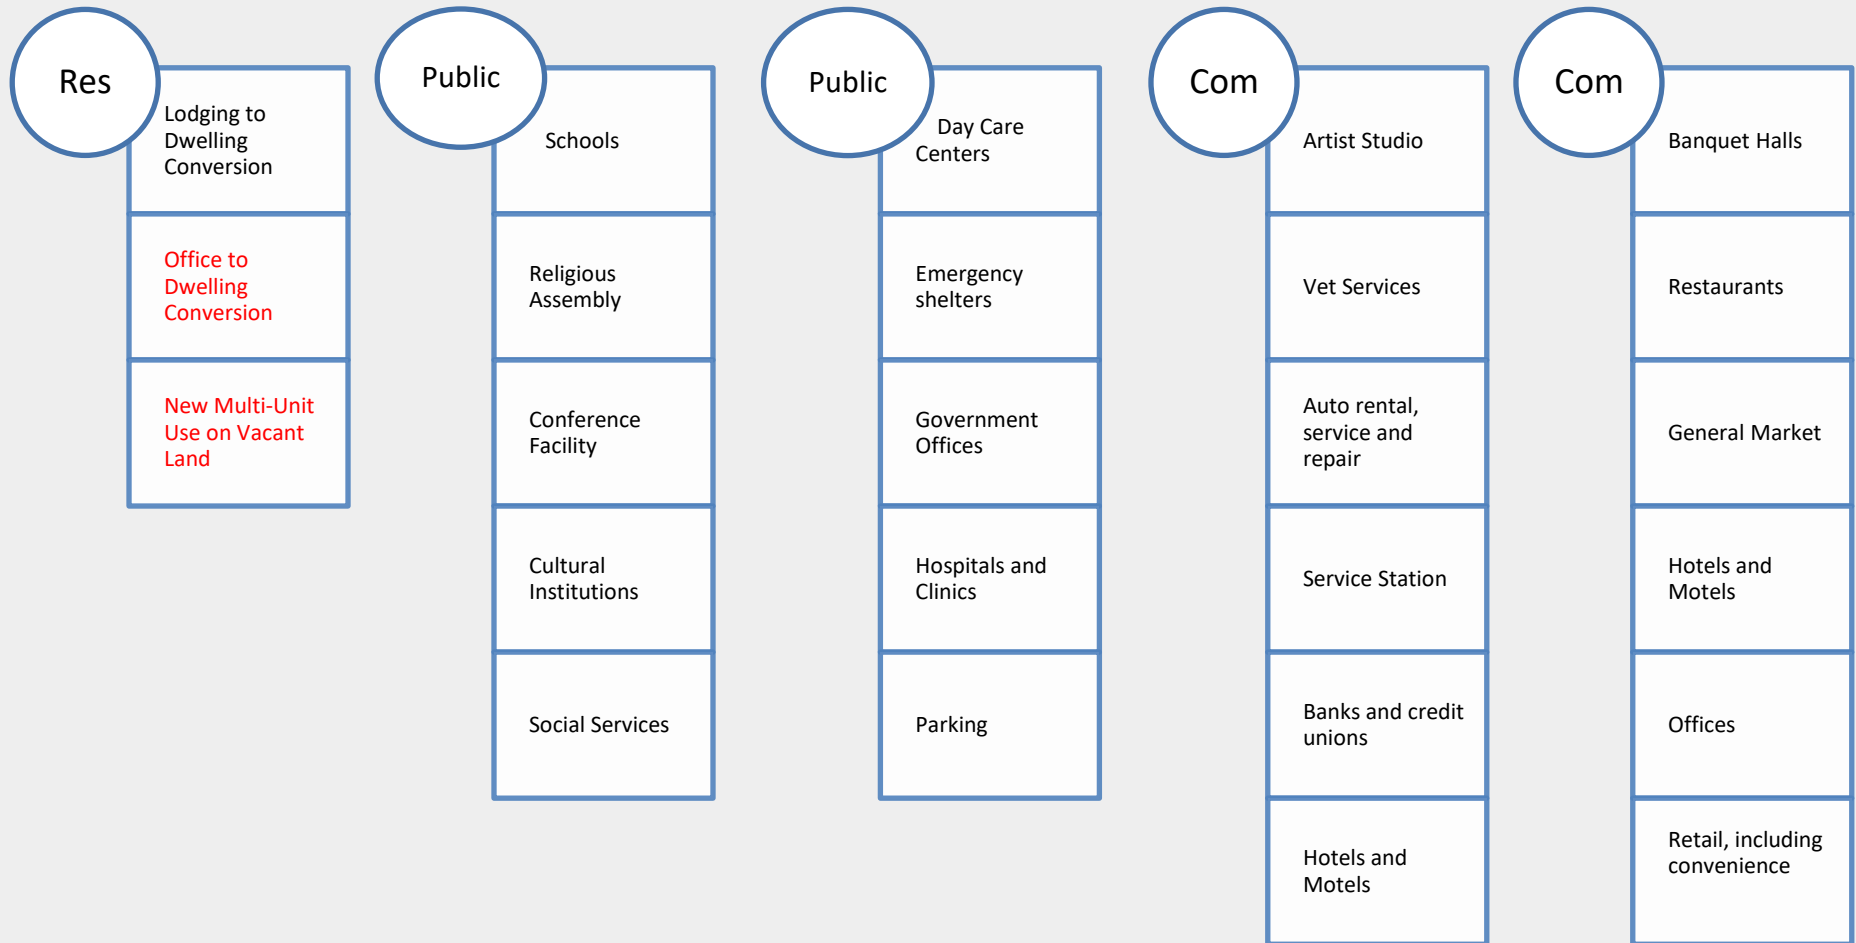 Res
Lodging to
Dwelling
Conversion
Office to
Dwelling
Conversion
New Multi-Unit
Use on Vacant
Land
Public
Schools
Religious
Assembly
Conference
Facility
Cultural
Institutions
Social Services
Public
Day Care
Centers
Emergency
shelters
Government
Offices
Hospitals and
Clinics
Parking
Com
Artist Studio
Vet Services
Auto rental,
service and
repair
Service Station
Banks and credit
unions
Hotels and
Motels
Com
Banquet Halls
Restaurants
General Market
Hotels and
Motels
Offices
Retail, including
convenience